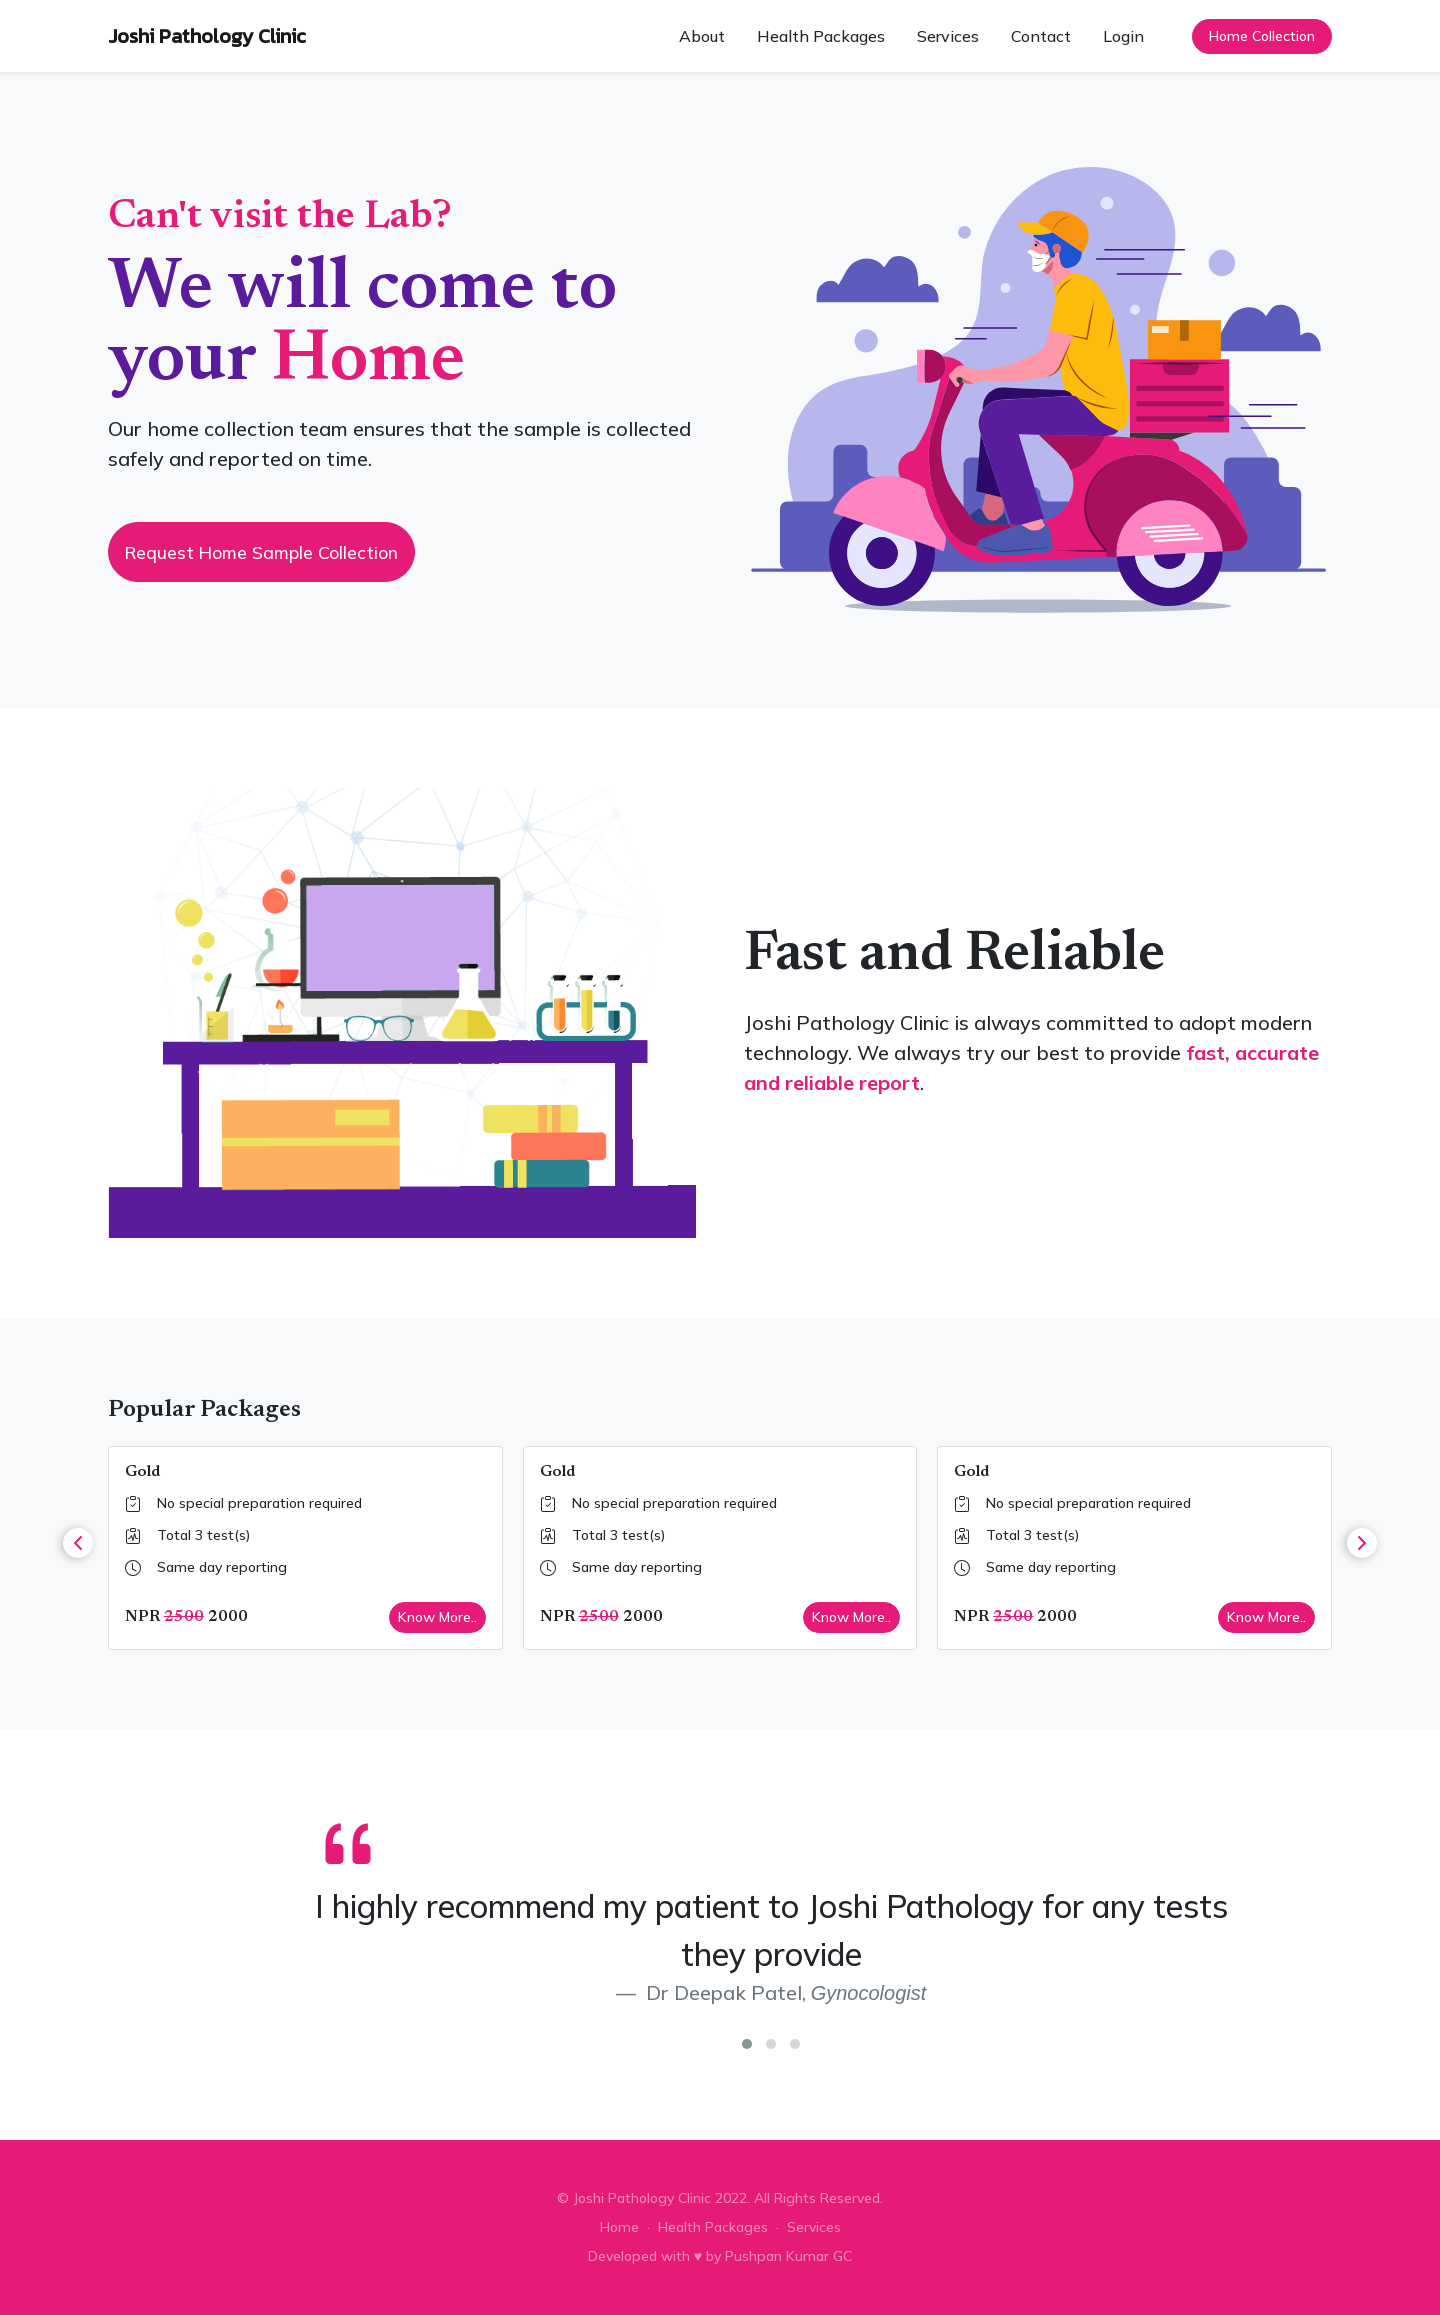 Joshi Pathology Clinic
About Health Packages Services Contact Login Home Collection
Can't visit the Lab?
We will come to
your Home
Our home collection team ensures that the sample is collected
safely and reported on time.
Request Home Sample Collection
Fast and Reliable
Joshi Pathology Clinic is always committed to adopt modern
technology. We always try our best to provide fast, accurate
and reliable report.
Popular Packages
Gold
No special preparation required
Total 3 test(s)
Same day reporting
NPR 2500 2000 Know More..
Gold
No special preparation required
Total 3 test(s)
Same day reporting
NPR 2500 2000 Know More..
Gold
No special preparation required
Total 3 test(s)
Same day reporting
NPR 2500 2000 Know More..
I highly recommend my patient to Joshi Pathology for any tests
they provide
— Dr Deepak Patel, Gynocologist
© Joshi Pathology Clinic 2022. All Rights Reserved.
Home · Health Packages · Services
Developed with ♥ by Pushpan Kumar GC